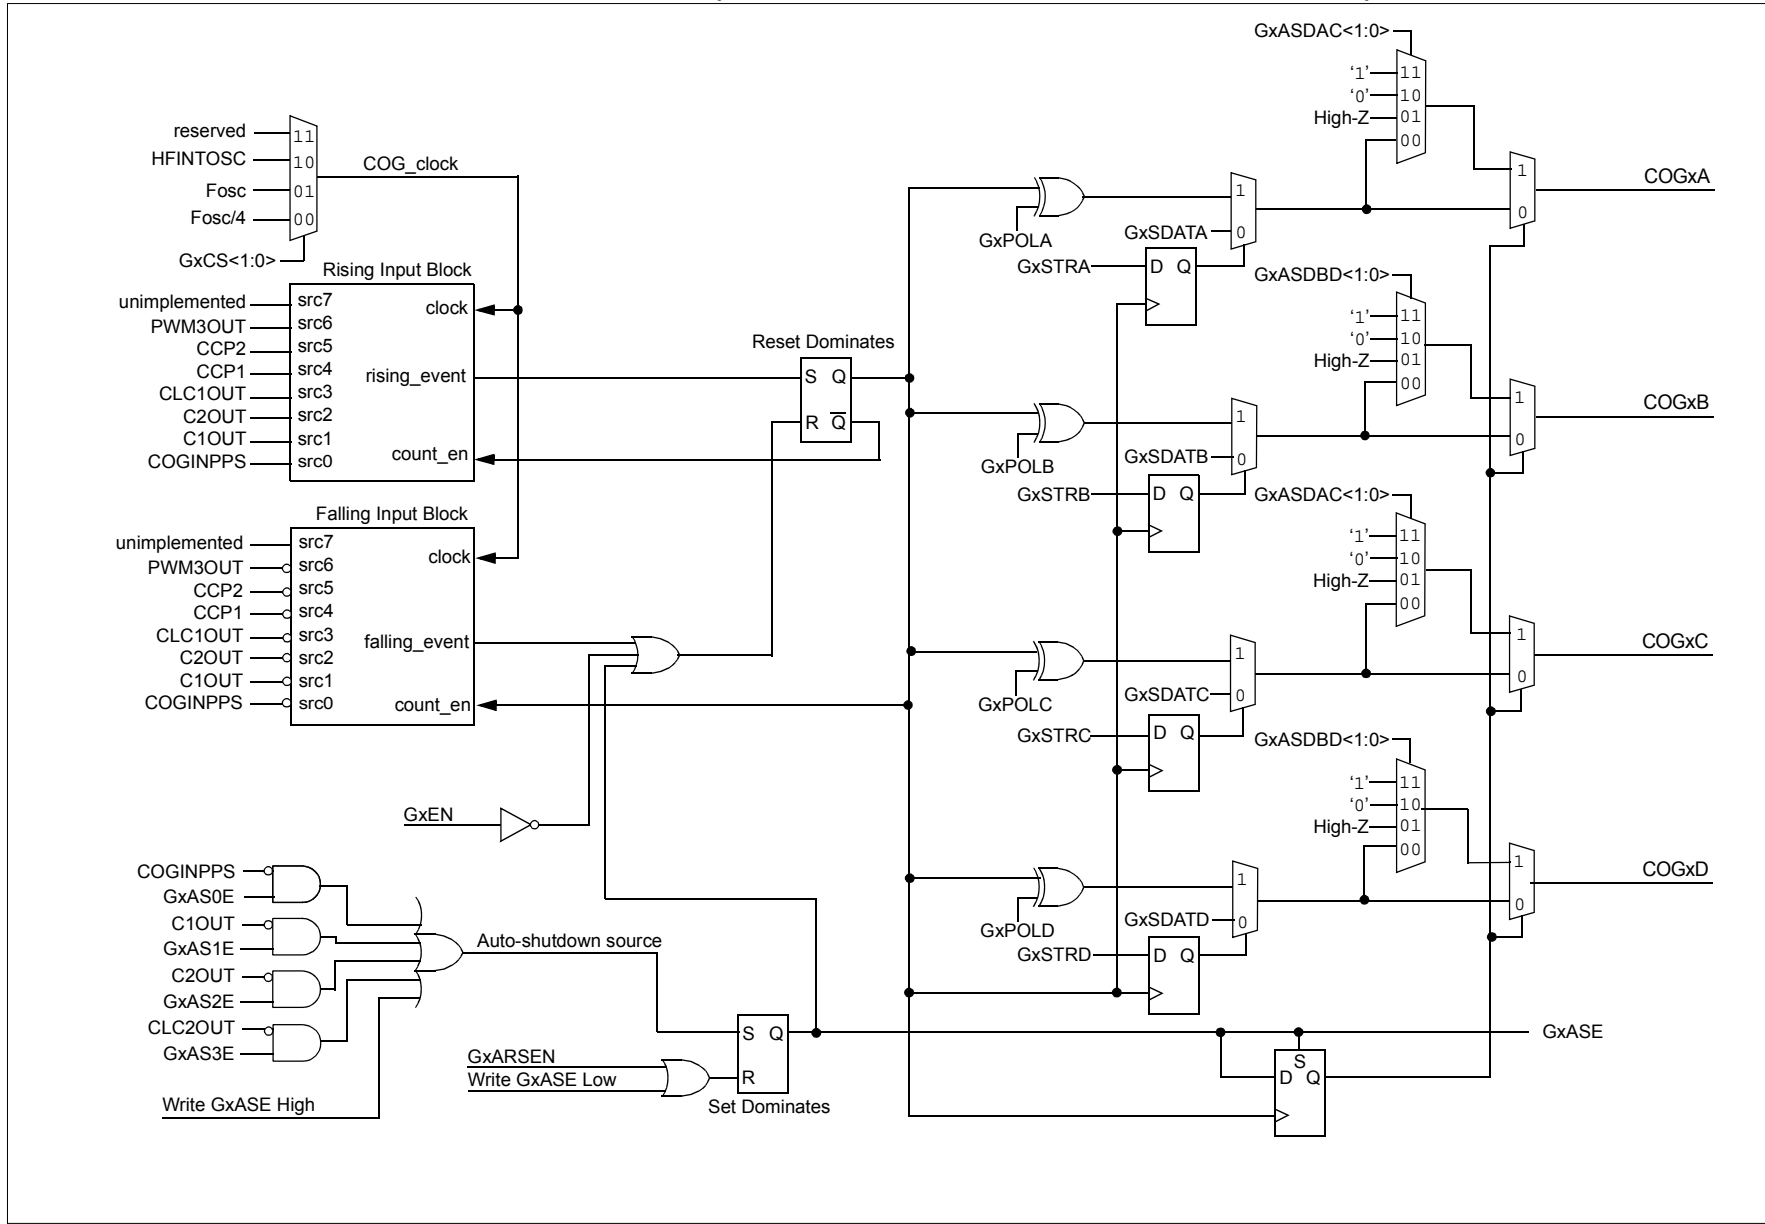 GxASDAC<1:0>
'1' 11
'0' 10
High-Z 01
00
reserved 11
HFINTOSC 10
Fosc 01
Fosc/4 00
COG_clock
GxCS<1:0>
1
0
COGxA
1
GxSDATA 0
GxPOLA
GxSTRA D Q
Rising Input Block
unimplemented src7
PWM3OUT src6
CCP2 src5
CCP1 src4
CLC1OUT src3
C2OUT src2
C1OUT src1
COGINPPS src0
clock
rising_event
count_en
Reset Dominates
S Q
R Q
GxASDBD<1:0>
'1' 11
'0' 10
High-Z 01
00
1
0
COGxB
1
GxSDATB 0
GxPOLB
GxSTRB D Q
Falling Input Block
unimplemented src7
PWM3OUT src6
CCP2 src5
CCP1 src4
CLC1OUT src3
C2OUT src2
C1OUT src1
COGINPPS src0
clock
falling_event
count_en
GxASDAC<1:0>
'1' 11
'0' 10
High-Z 01
00
1
0
COGxC
1
GxSDATC 0
GxPOLC
GxSTRC D Q
GxEN
GxASDBD<1:0>
'1' 11
'0' 10
High-Z 01
00
1
0
COGxD
1
GxSDATD 0
GxPOLD
GxSTRD D Q
COGINPPS
GxAS0E
C1OUT
GxAS1E
C2OUT
GxAS2E
CLC2OUT
GxAS3E
Auto-shutdown source
Write GxASE High
GxARSEN
Write GxASE Low
S Q
R
Set Dominates
GxASE
S
D Q